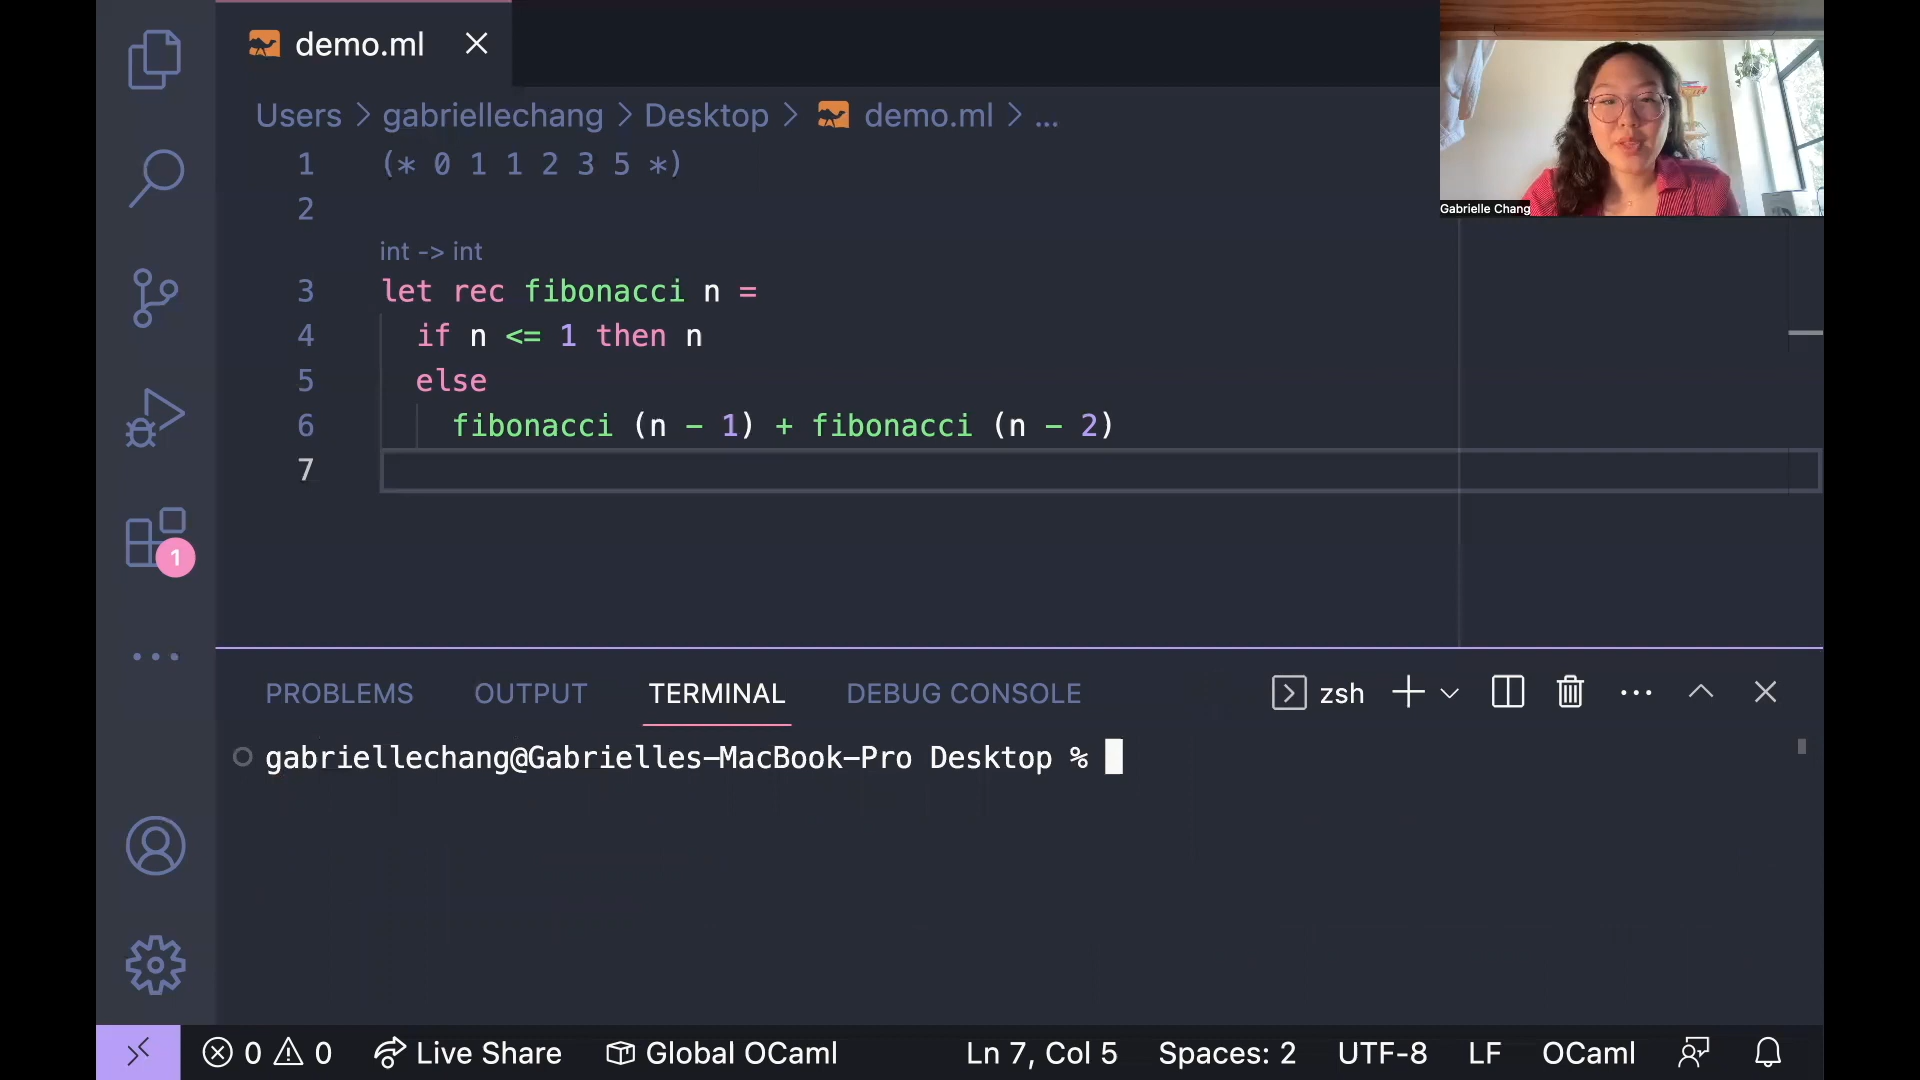 demo.ml
Users > gabriellechang > Desktop > demo.ml > ...
Gabrielle Chang
1 (* 0 1 1 2 3 5 *)
2
int -> int
3 let rec fibonacci n =
4 if n <= 1 then n
5 else
6 fibonacci (n - 1) + fibonacci (n - 2)
7
1
PROBLEMS OUTPUT TERMINAL DEBUG CONSOLE zsh
gabriellechang@Gabrielles-MacBook-Pro Desktop %
0 0 Live Share Global OCaml Ln 7, Col 5 Spaces: 2 UTF-8 LF OCaml